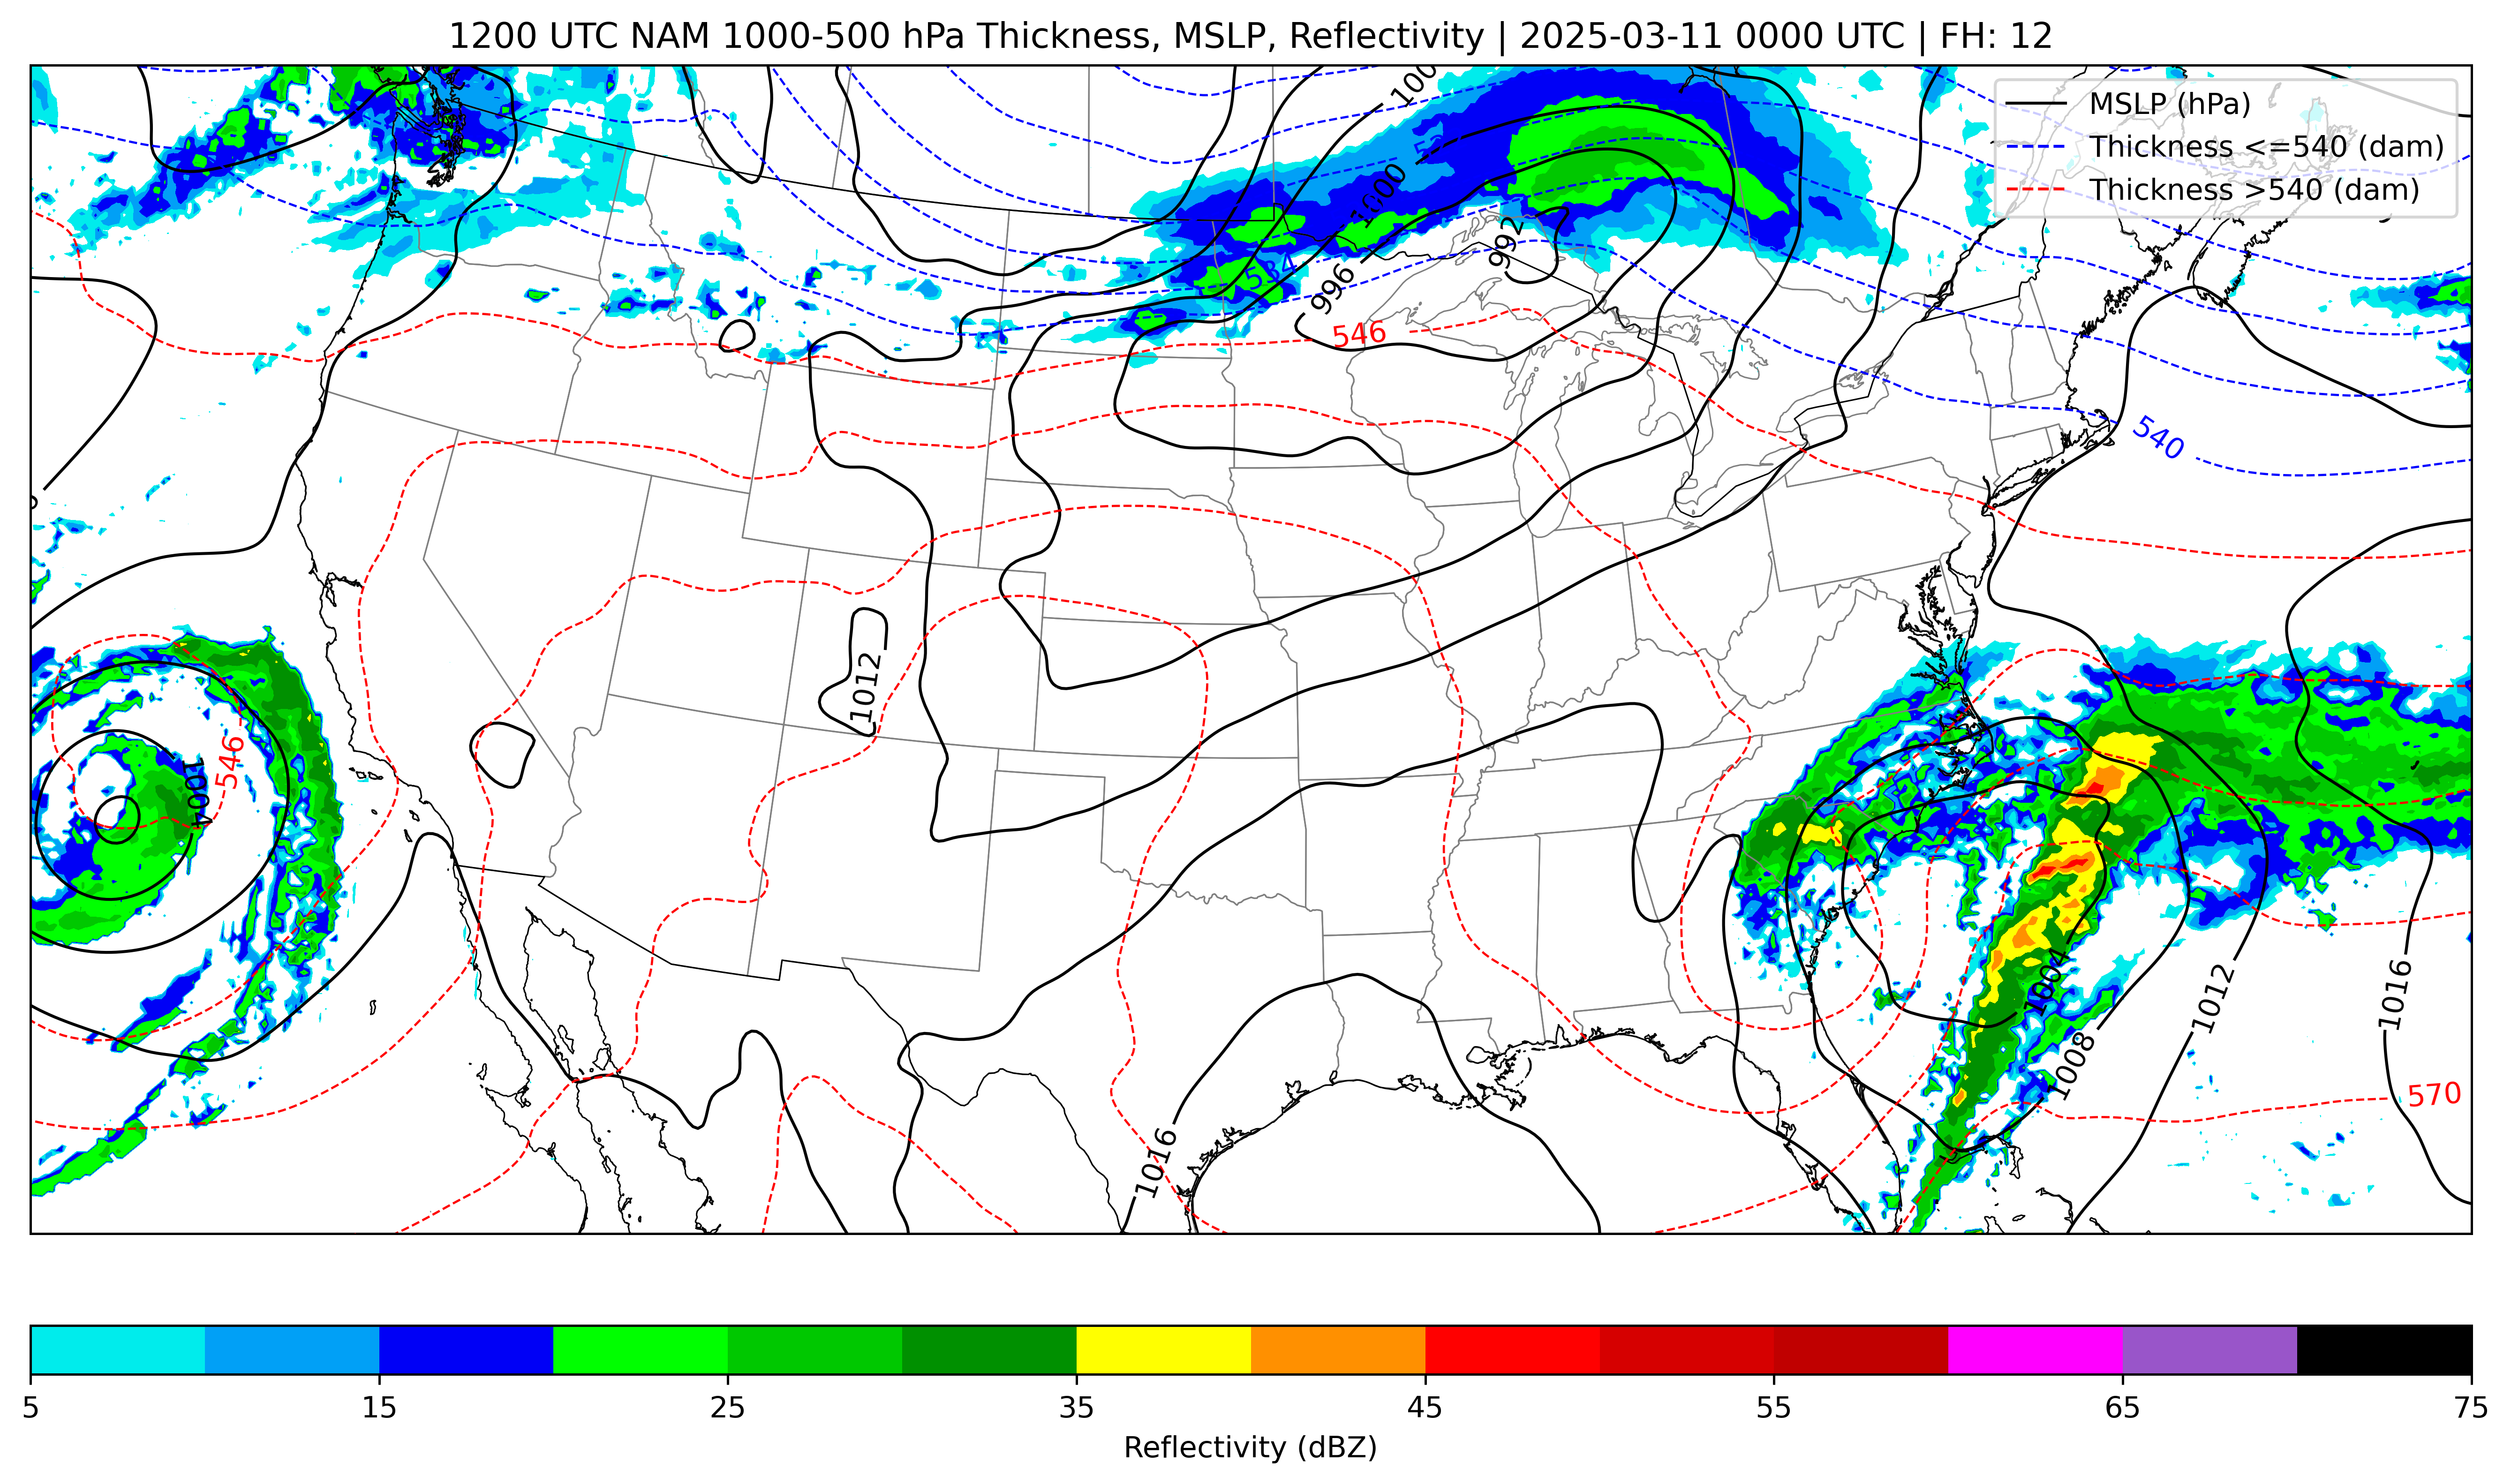 1200 UTC NAM 1000-500 hPa Thickness, MSLP, Reflectivity | 2025-03-11 0000 UTC | FH: 12
MSLP (hPa)
Thickness <=540 (dam)
Thickness >540 (dam)
1000
992
534
996
546
540
1012
546
1004
1004
1012
1016
1008
570
1016
5 15 25 35 45 55 65 75
Reflectivity (dBZ)